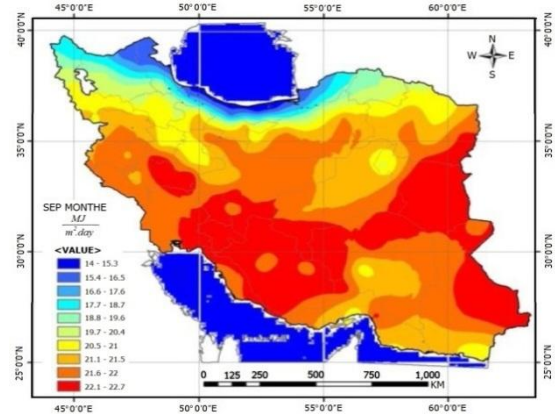 45°0'0"E 50°0'0"E 55°0'0"E 60°0'0"E
40°0'0"N 40°0'0"N
N
W E
S
35°0'0"N 35°0'0"N
SEP MONTHE
MJ
m².day
<VALUE>
30°0'0"N 30°0'0"N
14 - 15.3
15.4 - 16.5
16.6 - 17.6
17.7 - 18.7
18.8 - 19.6
19.7 - 20.4
20.5 - 21
21.1 - 21.5
21.6 - 22
22.1 - 22.7
25°0'0"N 25°0'0"N
0 125 250 500 750 1,000
KM
45°0'0"E 50°0'0"E 55°0'0"E 60°0'0"E